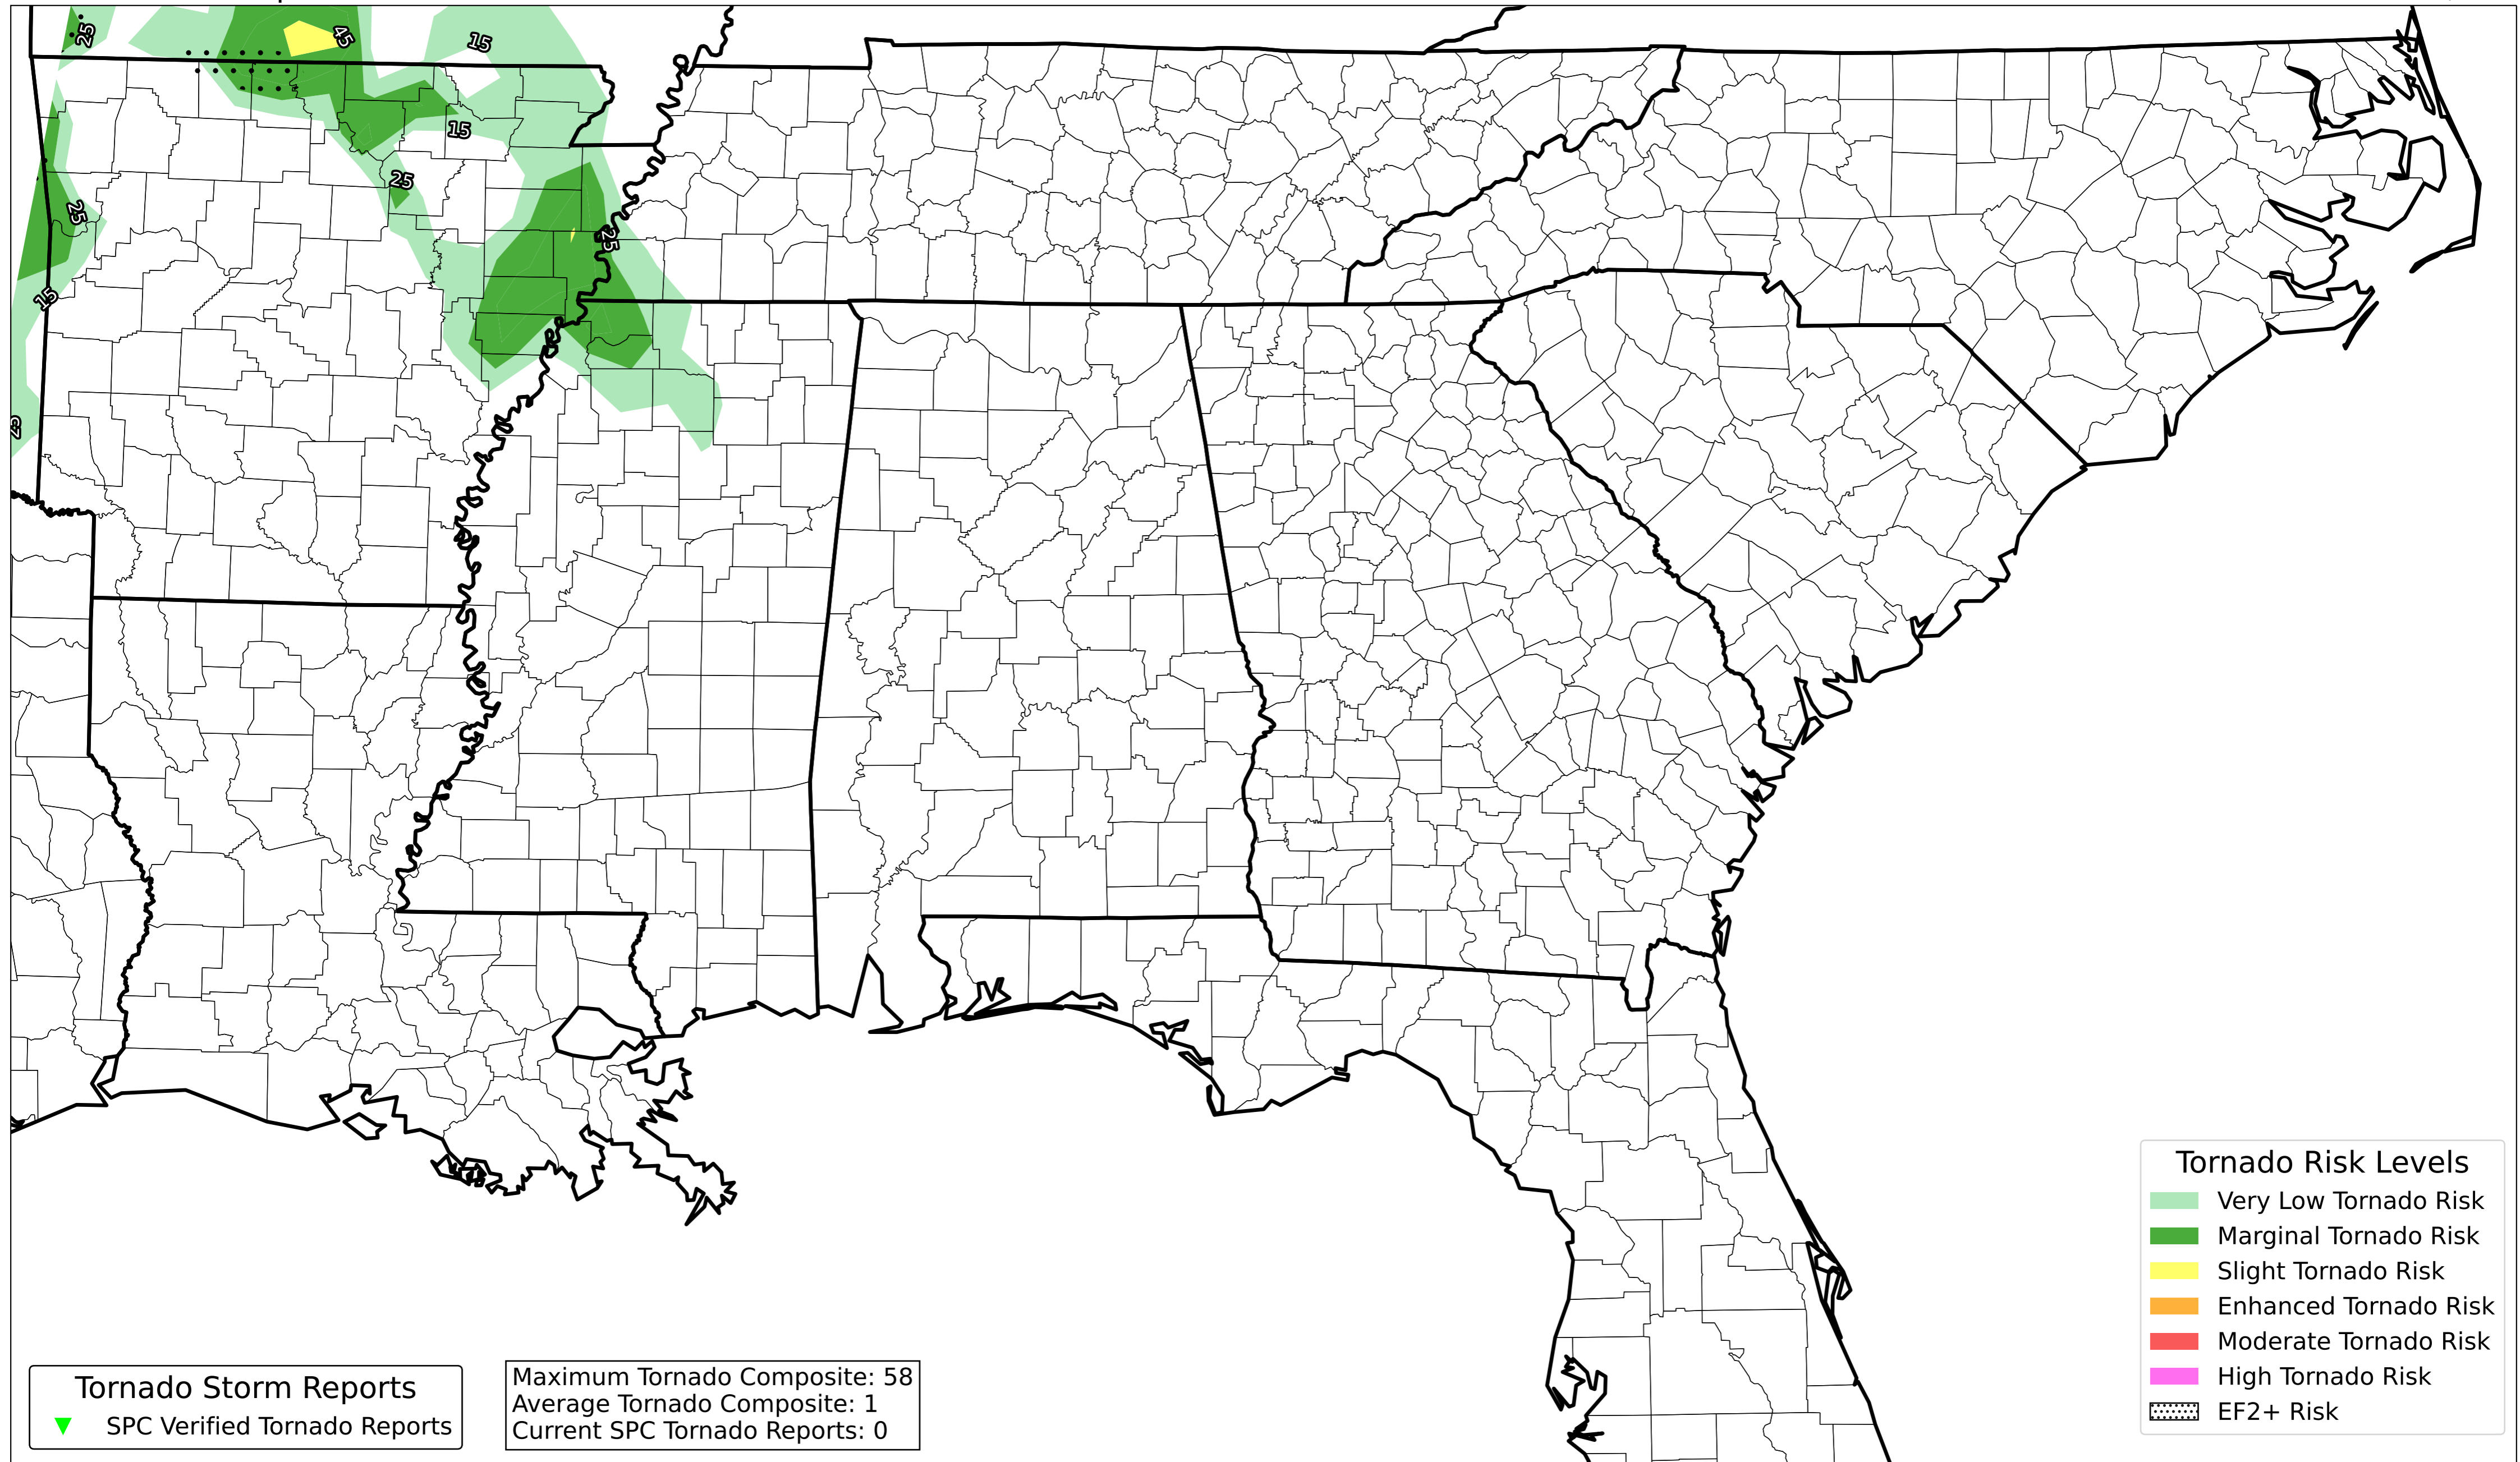 25
45
15
15
25
25
25
15
Tornado Risk Levels
Very Low Tornado Risk
Marginal Tornado Risk
Slight Tornado Risk
Enhanced Tornado Risk
Moderate Tornado Risk
High Tornado Risk
EF2+ Risk
Tornado Storm Reports
SPC Verified Tornado Reports
Maximum Tornado Composite: 58
Average Tornado Composite: 1
Current SPC Tornado Reports: 0